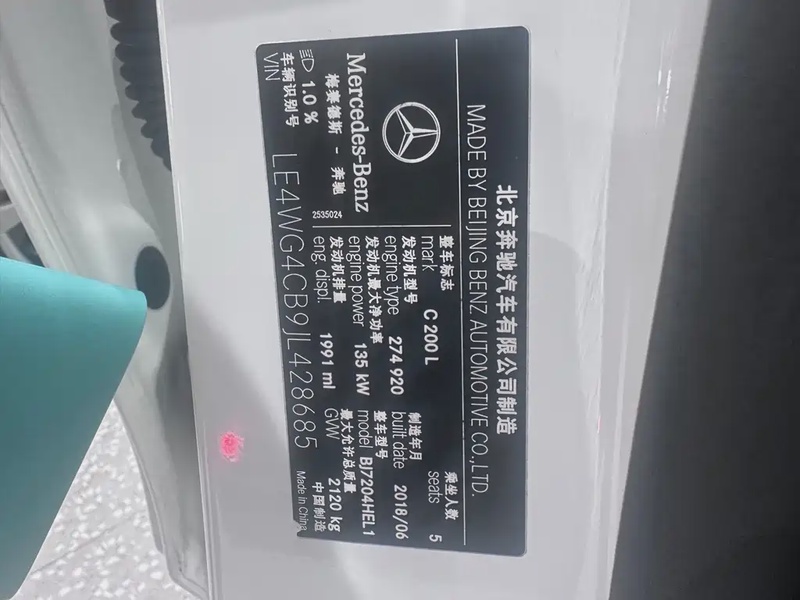 北京奔驰汽车有限公司制造
MADE BY BEIJING BENZ AUTOMOTIVE CO.,LTD.
Mercedes-Benz
梅赛德斯 - 奔驰
1.0 %
2535024
整车标志
mark C 200 L
乘坐人数
seats 5
发动机型号
engine type 274 920
制造年月
built date 2018/06
发动机最大净功率
engine power 135 kW
整车型号
model BJ7204HEL1
发动机排量
eng. displ. 1991 ml
最大允许总质量
GVW 2120 kg
车辆识别号
VIN LE4WG4CB9JL428685
中国制造
Made in China